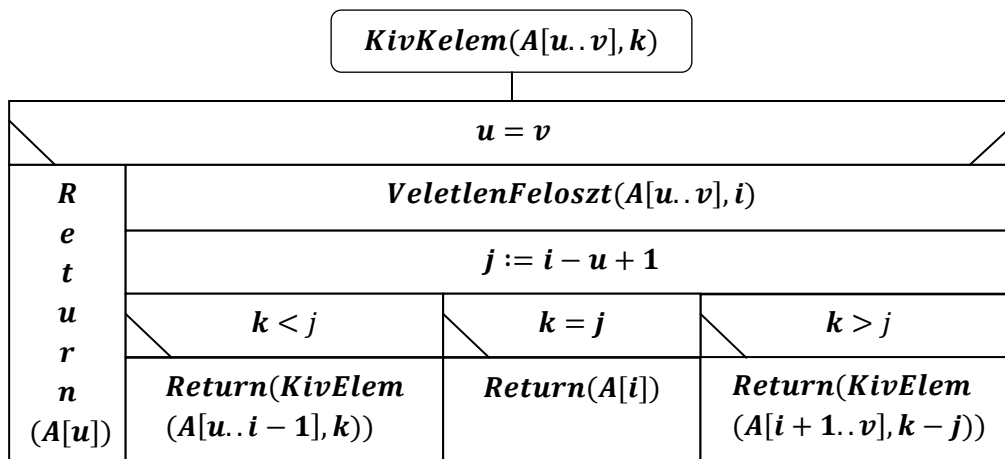 KivKelem(A[u..v], k)
u = v
R
e
t
u
r
n
(A[u])
VeletlenFeloszt(A[u..v], i)
j := i − u + 1
k < j
k = j
k > j
Return(KivElem
(A[u..i − 1], k))
Return(A[i])
Return(KivElem
(A[i + 1..v], k − j))